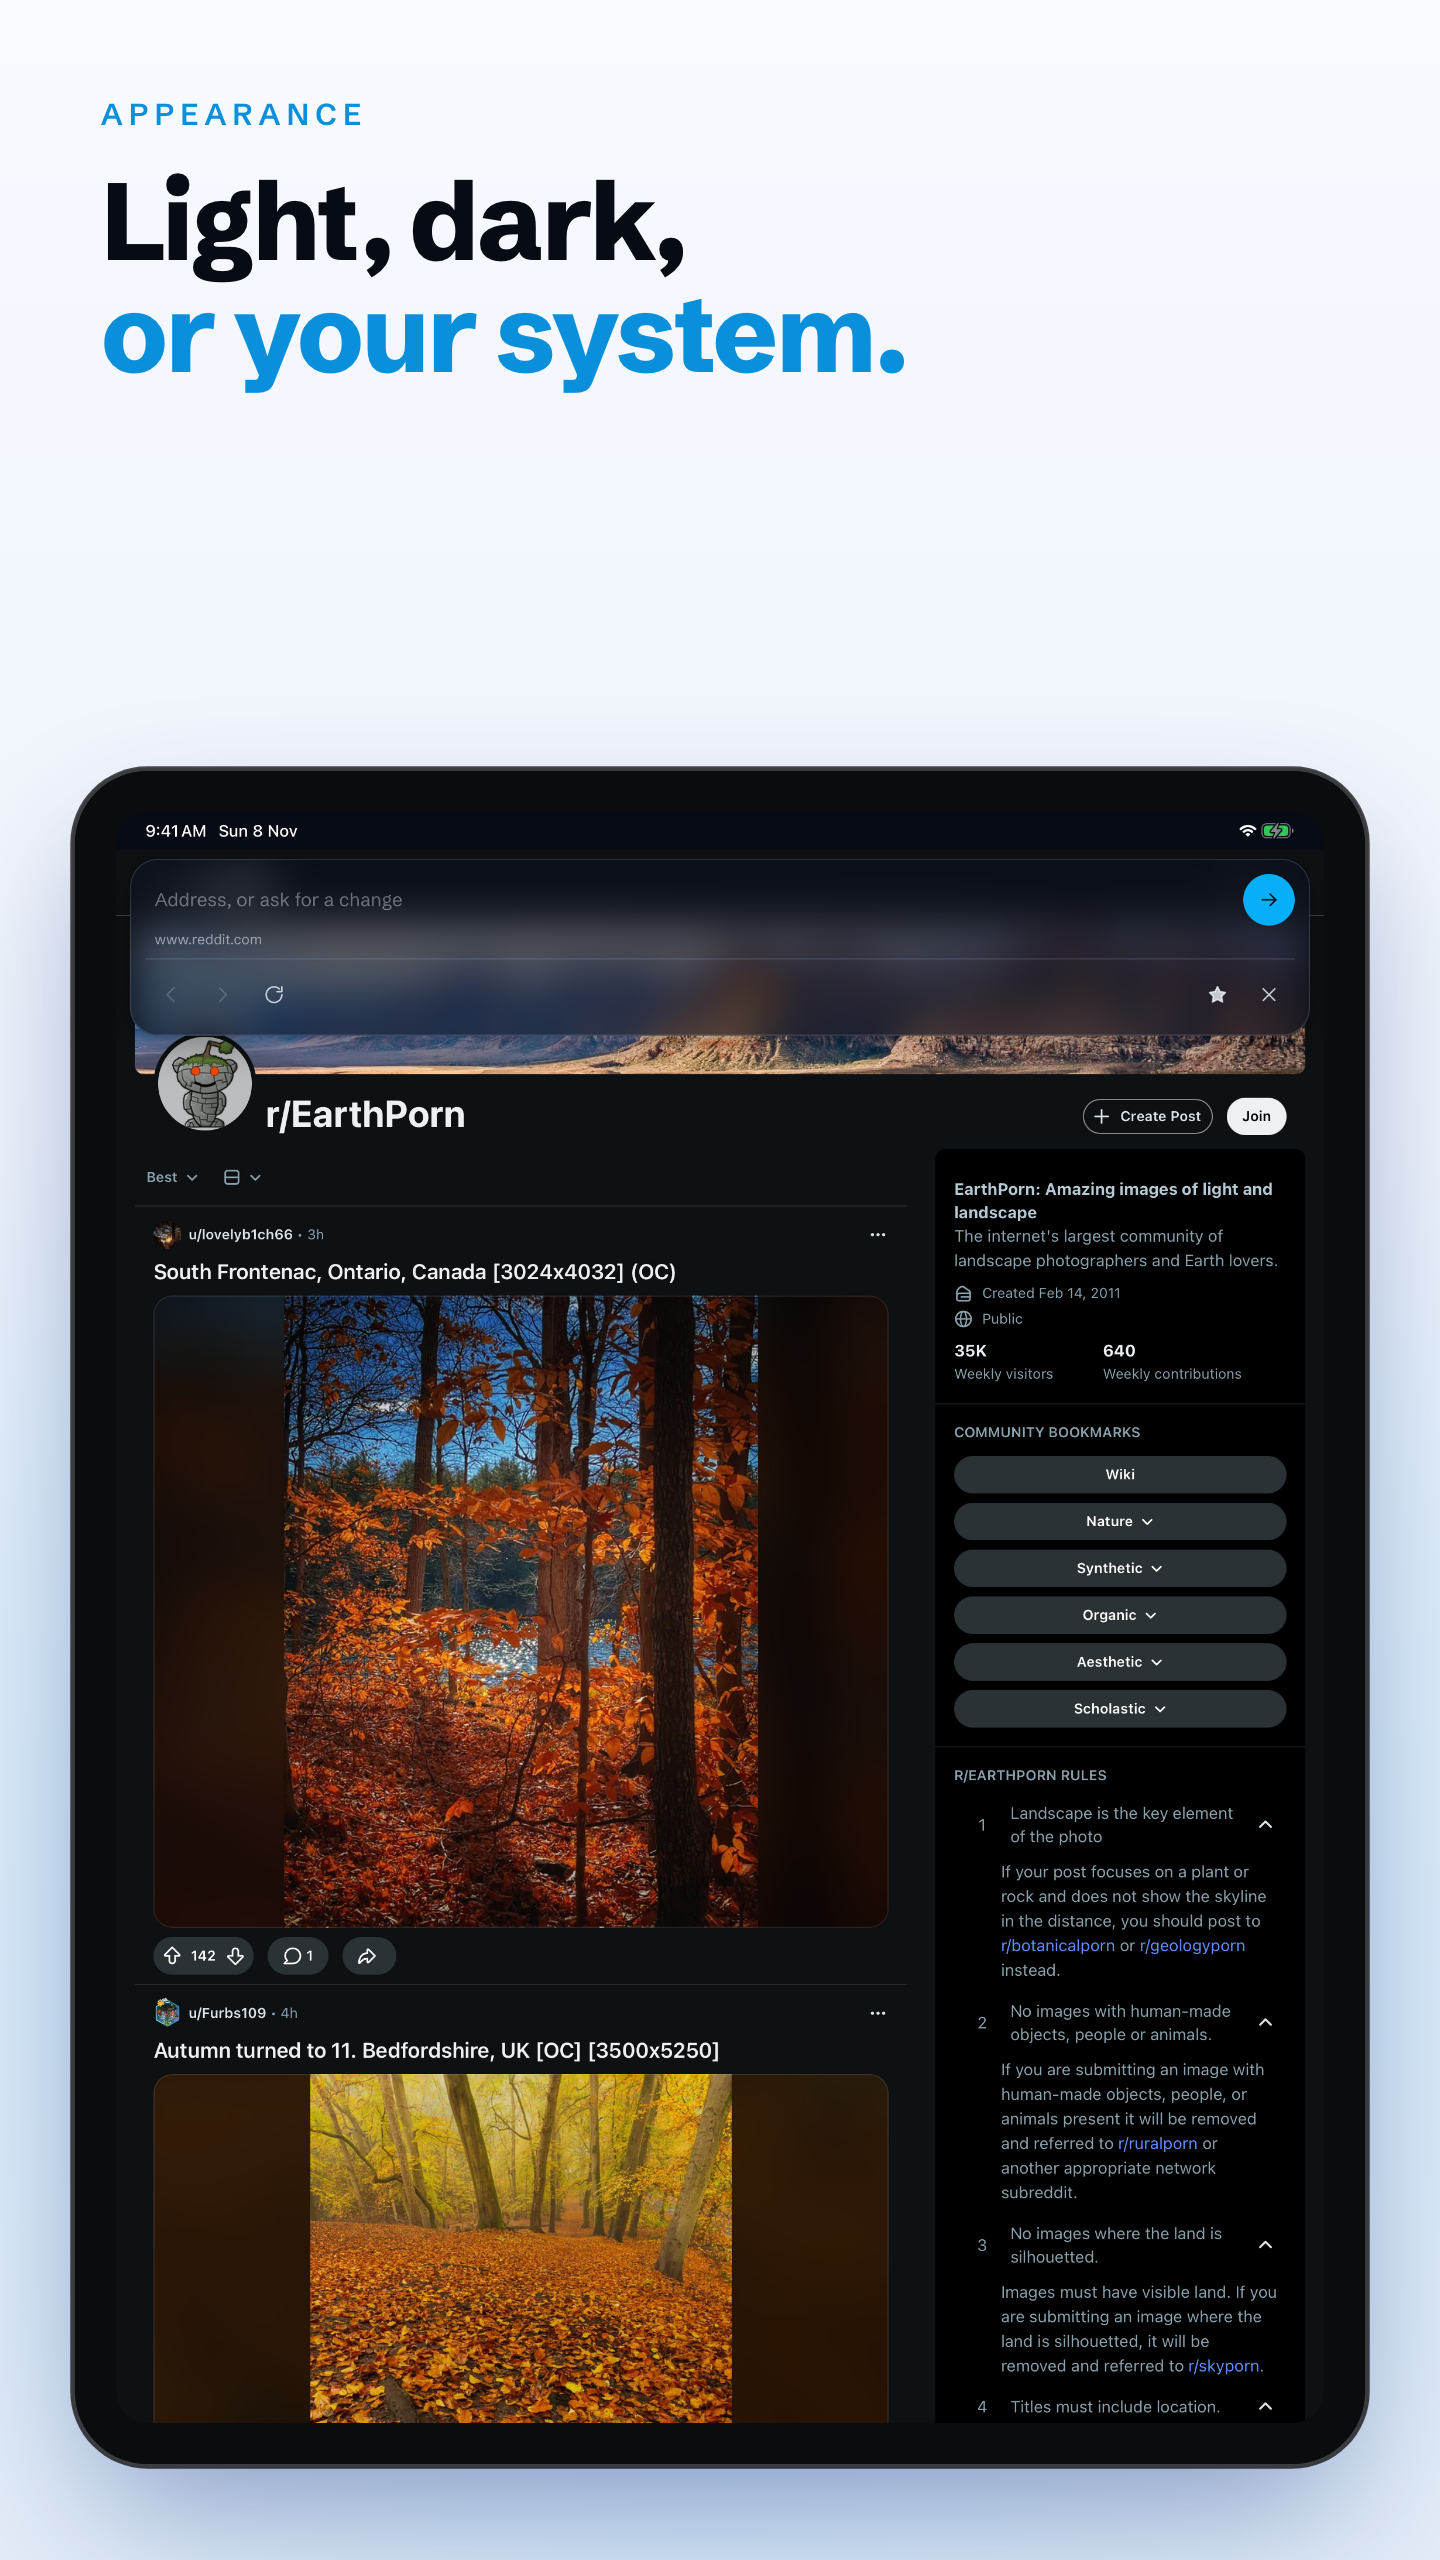 APPEARANCE
Light, dark,
or your system.
9:41 AM Sun 8 Nov
Address, or ask for a change
www.reddit.com
r/EarthPorn
Create Post
Join
Best
u/lovelyb1ch66 • 3h
South Frontenac, Ontario, Canada [3024x4032] (OC)
142
1
u/Furbs109 • 4h
Autumn turned to 11. Bedfordshire, UK [OC] [3500x5250]
EarthPorn: Amazing images of light and
landscape
The internet's largest community of
landscape photographers and Earth lovers.
Created Feb 14, 2011
Public
35K 640
Weekly visitors Weekly contributions
COMMUNITY BOOKMARKS
Wiki
Nature
Synthetic
Organic
Aesthetic
Scholastic
R/EARTHPORN RULES
1 Landscape is the key element
of the photo
If your post focuses on a plant or
rock and does not show the skyline
in the distance, you should post to
r/botanicalporn or r/geologyporn
instead.
2 No images with human-made
objects, people or animals.
If you are submitting an image with
human-made objects, people, or
animals present it will be removed
and referred to r/ruralporn or
another appropriate network
subreddit.
3 No images where the land is
silhouetted.
Images must have visible land. If you
are submitting an image where the
land is silhouetted, it will be
removed and referred to r/skyporn.
4 Titles must include location.